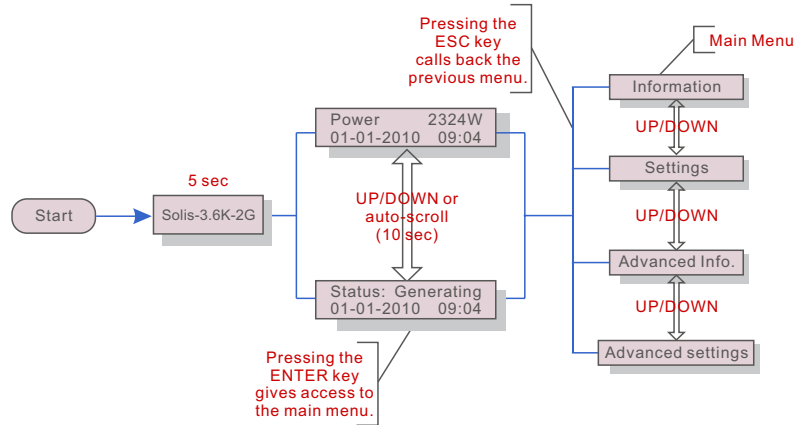 Pressing the
ESC key
calls back the
previous menu.
Main Menu
Information
Power 2324W
01-01-2010 09:04
UP/DOWN
Settings
5 sec
UP/DOWN or
auto-scroll
(10 sec)
Start
Solis-3.6K-2G
UP/DOWN
Advanced Info.
Status: Generating
01-01-2010 09:04
UP/DOWN
Advanced settings
Pressing the
ENTER key
gives access to
the main menu.